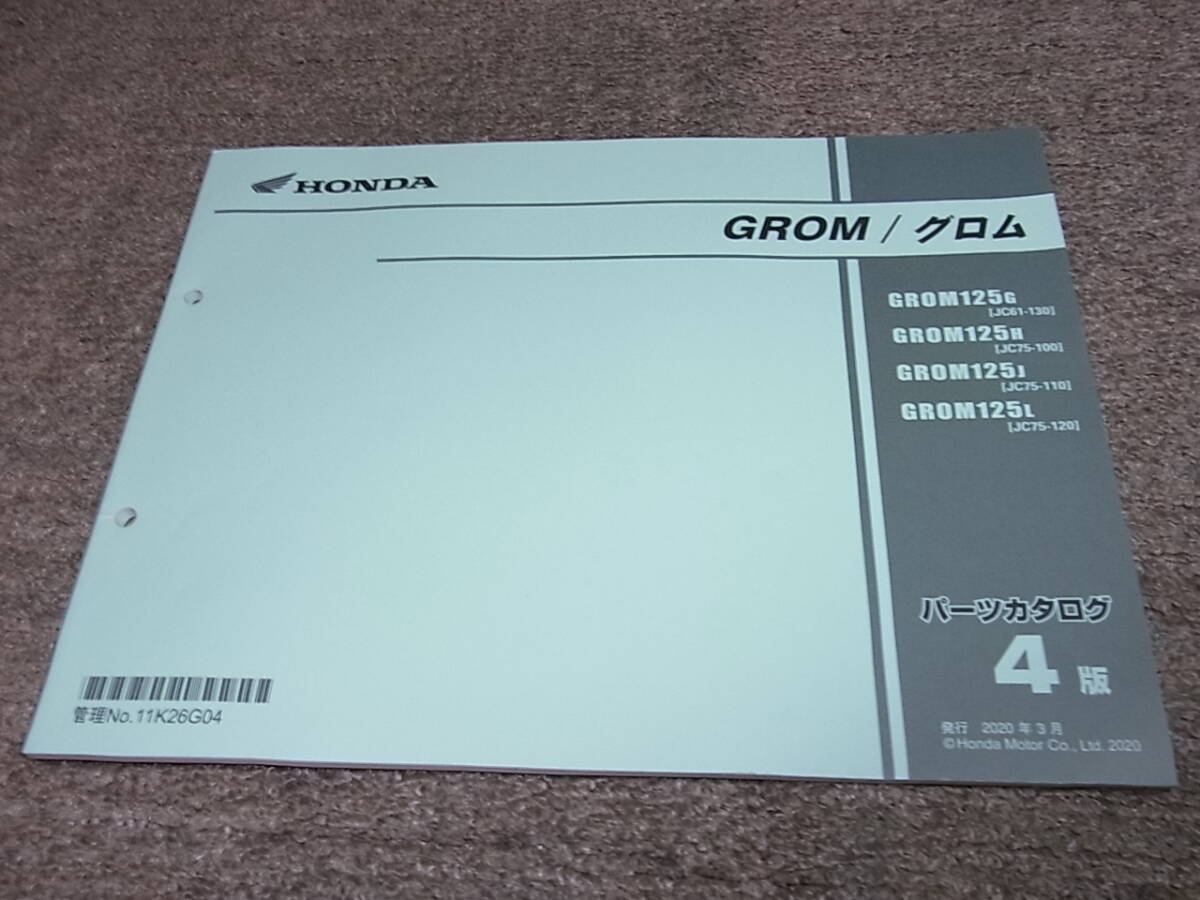 HONDA
GROM / グロム
GROM125G
[JC61-130]
GROM125H
[JC75-100]
GROM125J
[JC75-110]
GROM125L
[JC75-120]
パーツカタログ
4 版
発行 2020 年 3 月
©Honda Motor Co., Ltd. 2020
管理No.11K26G04